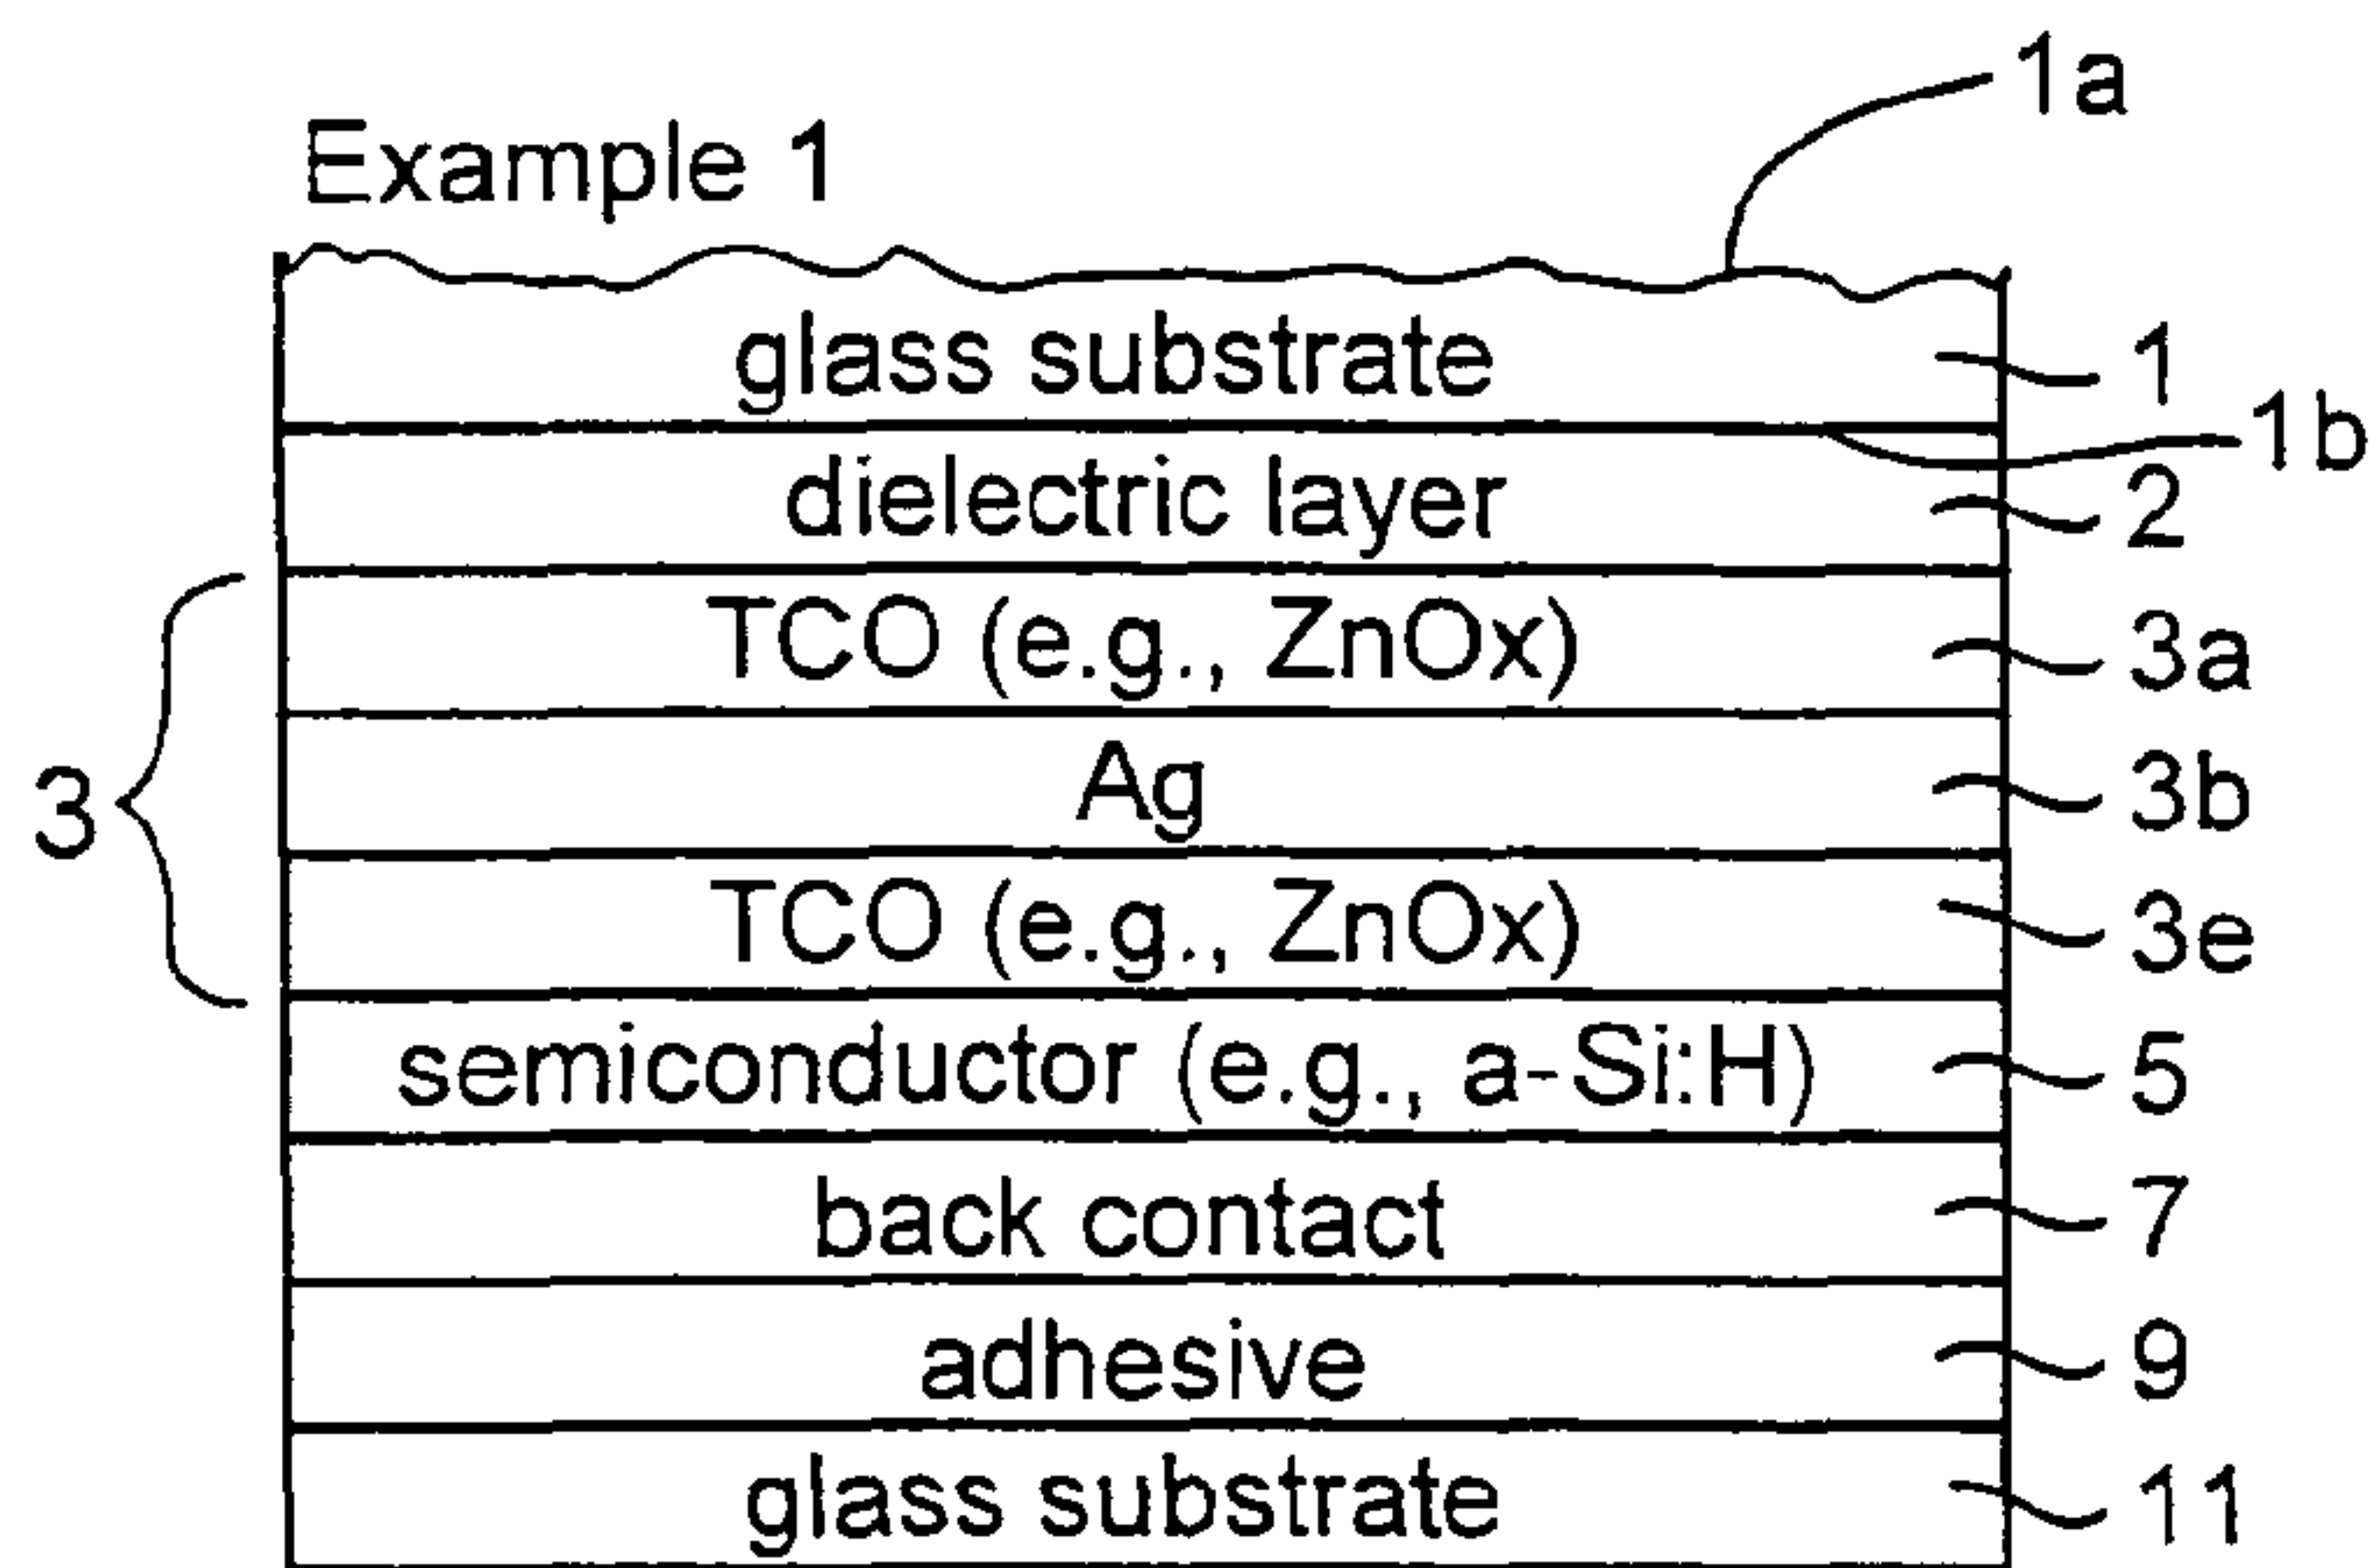 1a
Example 1
glass substrate 1
1b
dielectric layer 2
TCO (e.g., ZnOx) 3a
3
Ag 3b
TCO (e.g., ZnOx) 3e
semiconductor (e.g., a-Si:H) 5
back contact 7
adhesive 9
glass substrate 11